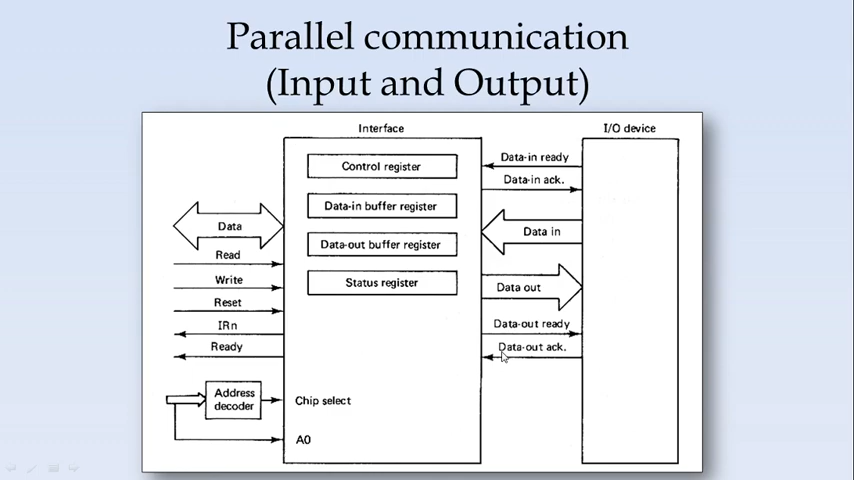 Parallel communication
(Input and Output)
Interface
I/O device
Control register
Data-in buffer register
Data-out buffer register
Status register
Data
Read
Write
Reset
IRn
Ready
Address
decoder
Chip select
A0
Data-in ready
Data-in ack.
Data in
Data out
Data-out ready
Data-out ack.